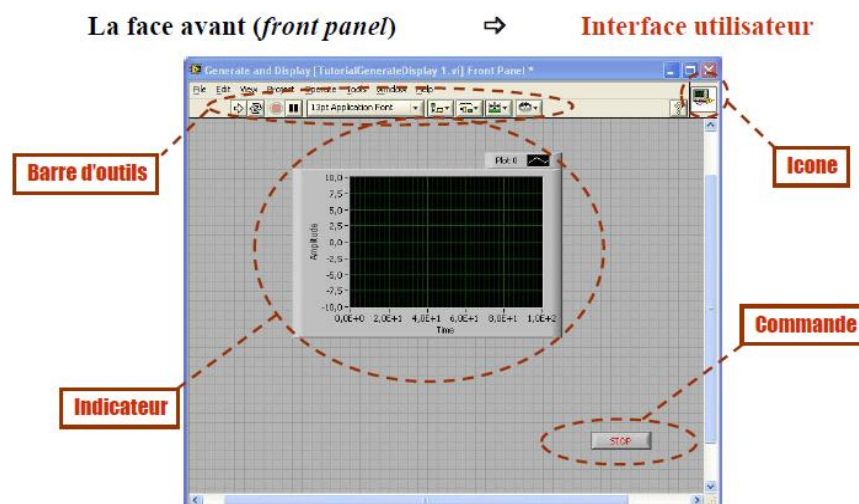 La face avant (front panel) ⇨ Interface utilisateur
Generate and Display [TutorialGenerateDisplay 1.vi] Front Panel *
File Edit View Project Operate Tools Window Help
13pt Application Font
?
Barre d'outils
Icone
Plot 0
10,0
7,5
5,0
2,5
0,0
-2,5
-5,0
-7,5
-10,0
Amplitude
0,0E+0 2,0E+1 4,0E+1 6,0E+1 8,0E+1 1,0E+2
Time
Commande
Indicateur
STOP